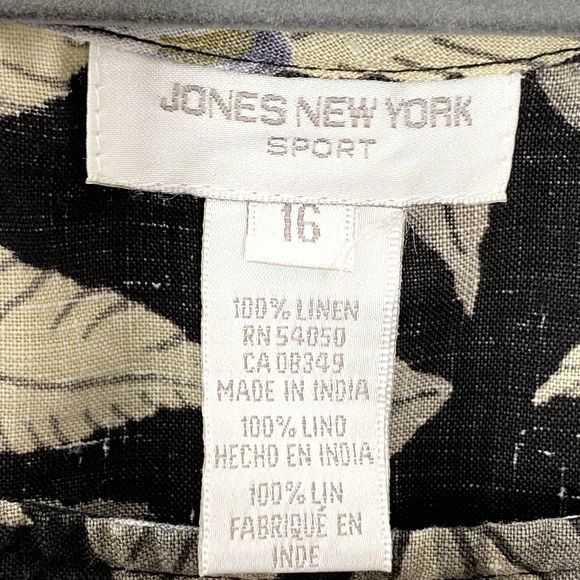 JONES NEW YORK
SPORT
16
100% LINEN
RN 54050
CA 08349
MADE IN INDIA
100% LINO
HECHO EN INDIA
100% LIN
FABRIQUÉ EN
INDE